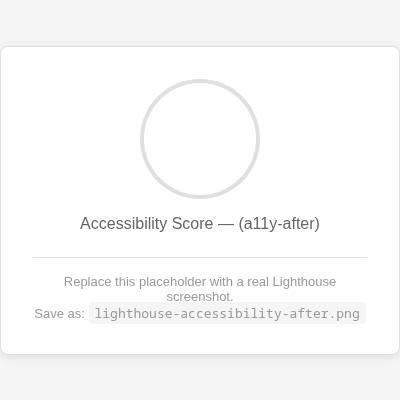 Accessibility Score — (a11y-after)
Replace this placeholder with a real Lighthouse
screenshot.
Save as: lighthouse-accessibility-after.png